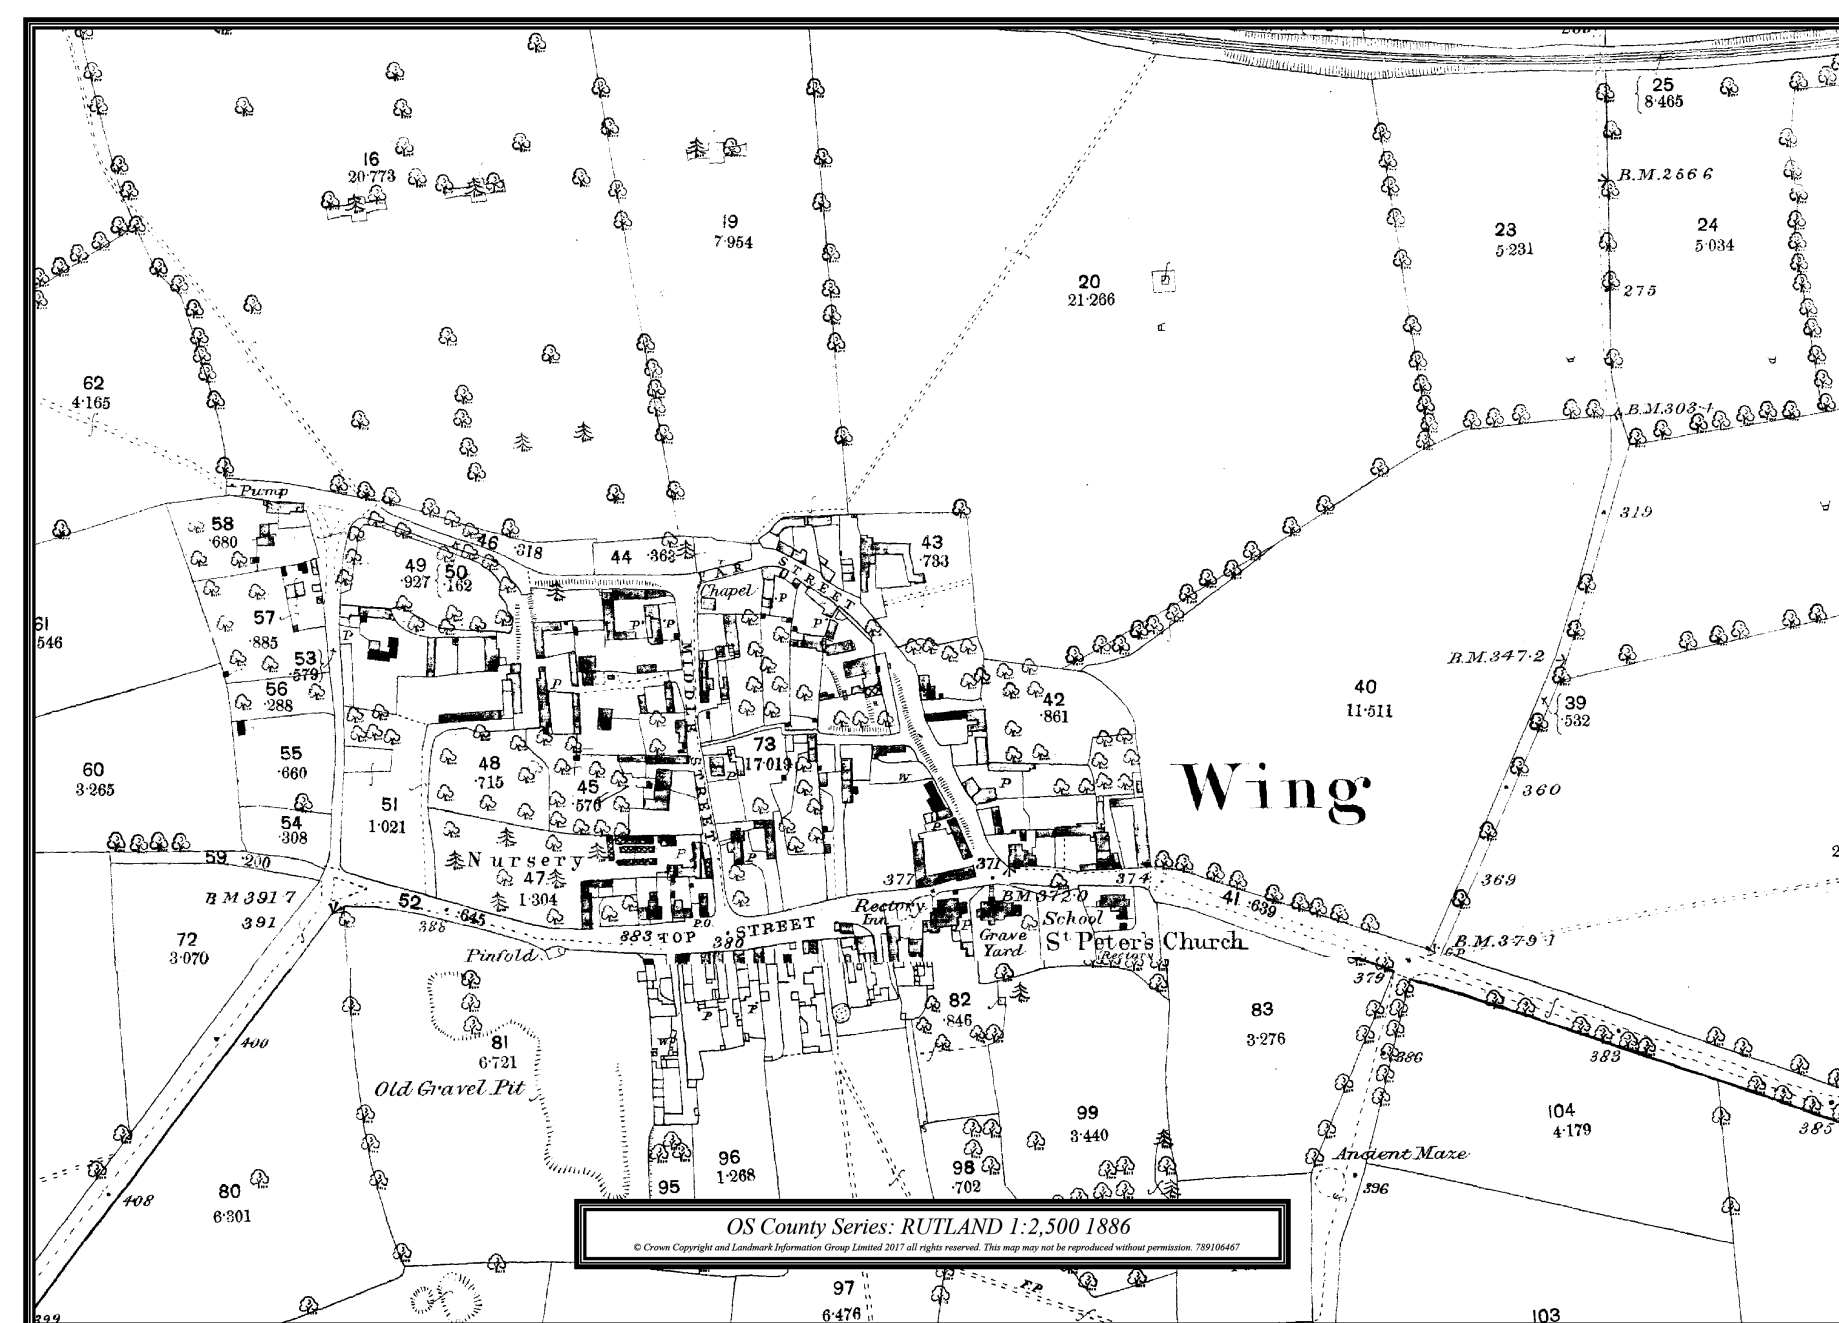 25
8·465
16
20·773
B.M.256·6
19
7·954
23
5·231
24
5·034
20
21·266
275
62
4·165
B.M.303·1
Pump
58
·680
46
·318
44
·363
43
·733
319
49
·927
50
·162
STREET
Chapel
P
57
·885
P
P
P
P
61
546
53
·579
B.M.347·2
56
·288
P
MIDDLE STREET
42
·861
40
11·511
39
·532
55
·660
48
·715
73
17·019
60
3·265
45
·576
W
P
P
Wing
360
51
1·021
54
·308
P
59
·200
Nursery
P
P
371
47
1·304
377
374
369
B M 391·7
391
52
·645
388
Rectory
Inn
B M 372·0
School
41
·639
72
3·070
P.O.
383
TOP STREET
380
P
Grave
Yard
St Peter's Church
Rectory
B.M.379·1
G.P.
Pinfold
379
82
·846
83
3·276
400
81
6·721
P
P
W
386
383
Old Gravel Pit
99
3·440
104
4·179
385
96
1·268
98
·702
Ancient Maze
80
6·301
408
95
396
OS County Series: RUTLAND 1:2,500 1886
© Crown Copyright and Landmark Information Group Limited 2017 all rights reserved. This map may not be reproduced without permission. 789106467
97
6·476
F.P.
103
399